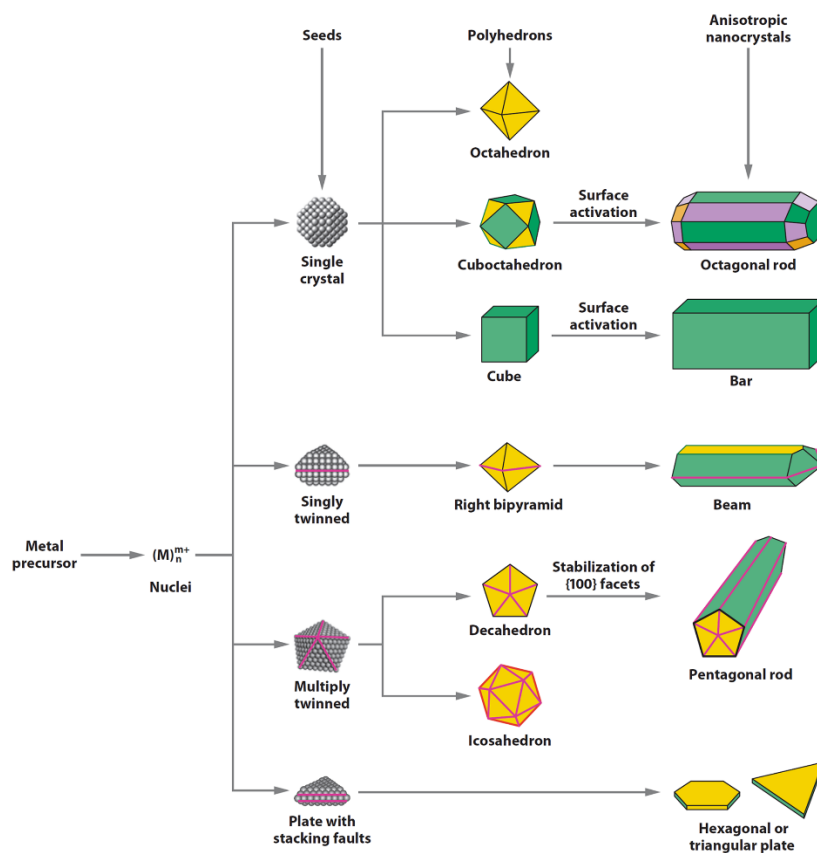 Seeds
Polyhedrons
Anisotropic
nanocrystals
Octahedron
Single
crystal
Cuboctahedron
Surface
activation
Octagonal rod
Cube
Surface
activation
Bar
Singly
twinned
Right bipyramid
Beam
Metal
precursor
(M)ₙᵐ⁺
Nuclei
Multiply
twinned
Decahedron
Stabilization of
{100} facets
Pentagonal rod
Icosahedron
Plate with
stacking faults
Hexagonal or
triangular plate